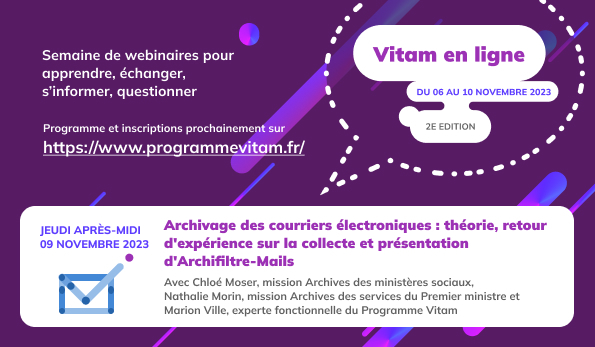 Semaine de webinaires pour
apprendre, échanger,
s'informer, questionner
Programme et inscriptions prochainement sur
https://www.programmevitam.fr/
Vitam en ligne
DU 06 AU 10 NOVEMBRE 2023
2E EDITION
JEUDI APRÈS-MIDI
09 NOVEMBRE 2023
Archivage des courriers électroniques : théorie, retour
d'expérience sur la collecte et présentation
d'Archifiltre-Mails
Avec Chloé Moser, mission Archives des ministères sociaux,
Nathalie Morin, mission Archives des services du Premier ministre et
Marion Ville, experte fonctionnelle du Programme Vitam